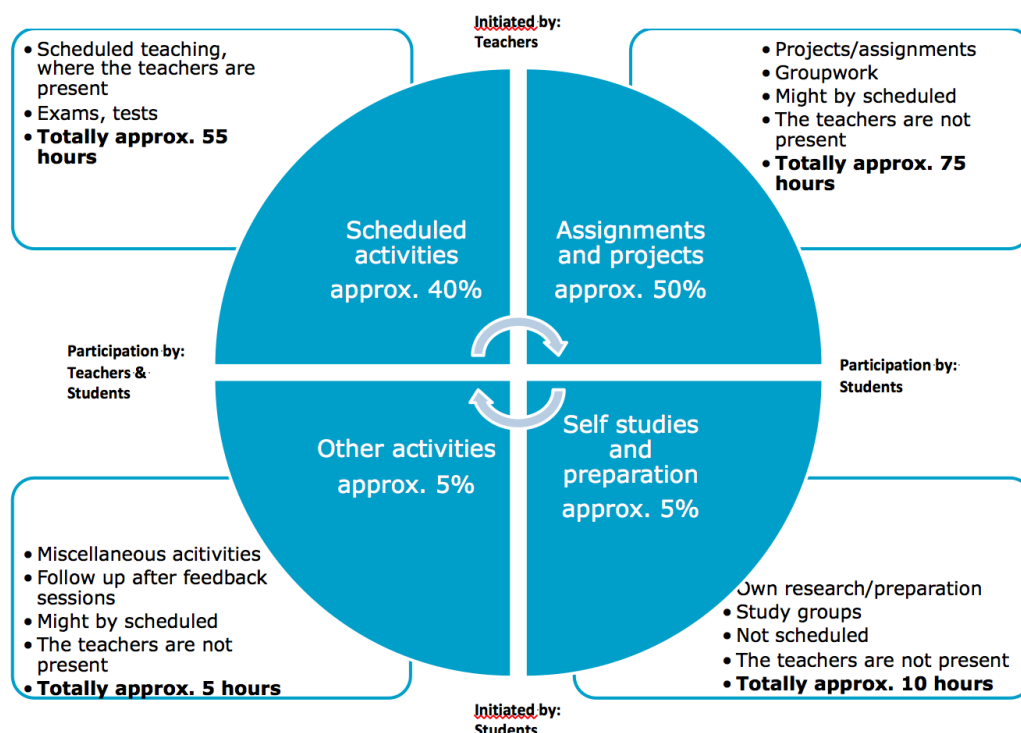 Initiated by:
Teachers
• Scheduled teaching,
where the teachers are
present
• Exams, tests
• Totally approx. 55
hours
• Projects/assignments
• Groupwork
• Might by scheduled
• The teachers are not
present
• Totally approx. 75
hours
Scheduled
activities
approx. 40%
Assignments
and projects
approx. 50%
Participation by:
Teachers &
Students
Participation by:
Students
Other activities
approx. 5%
Self studies
and
preparation
approx. 5%
• Miscellaneous acitivities
• Follow up after feedback
sessions
• Might by scheduled
• The teachers are not
present
• Totally approx. 5 hours
Own research/preparation
• Study groups
• Not scheduled
• The teachers are not present
• Totally approx. 10 hours
Initiated by:
Students